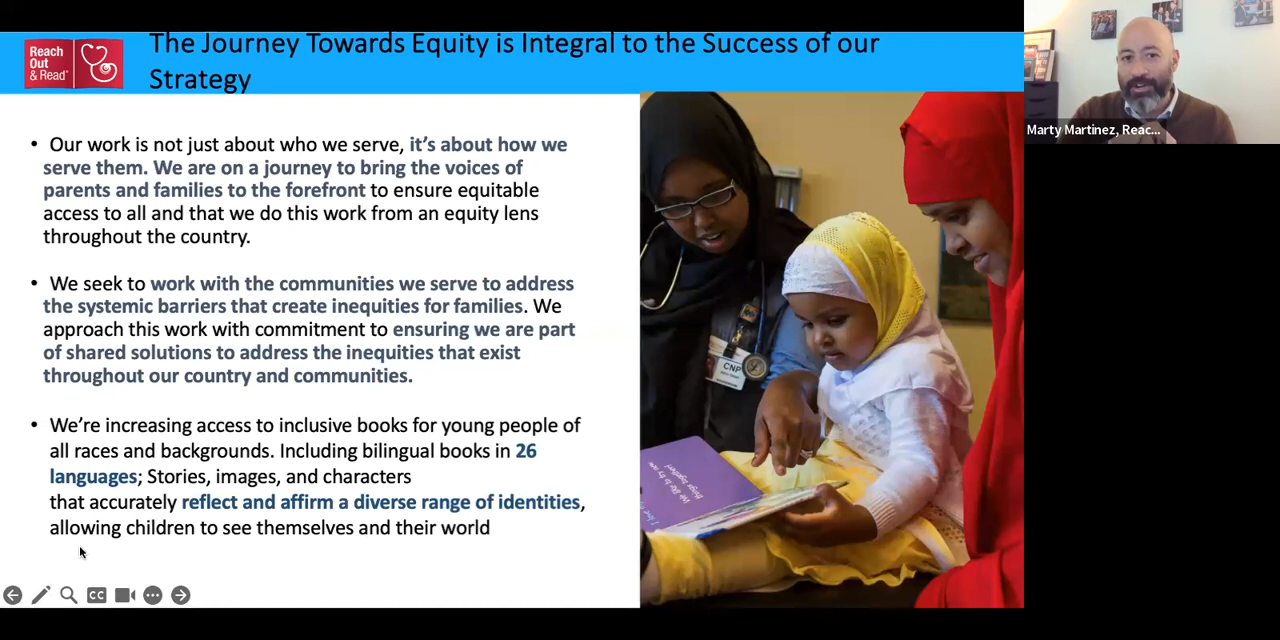 The Journey Towards Equity is Integral to the Success of our
Strategy
Reach
Out
& Read®
Our work is not just about who we serve, it's about how we
serve them. We are on a journey to bring the voices of
parents and families to the forefront to ensure equitable
access to all and that we do this work from an equity lens
throughout the country.
We seek to work with the communities we serve to address
the systemic barriers that create inequities for families. We
approach this work with commitment to ensuring we are part
of shared solutions to address the inequities that exist
throughout our country and communities.
We're increasing access to inclusive books for young people of
all races and backgrounds. Including bilingual books in 26
languages; Stories, images, and characters
that accurately reflect and affirm a diverse range of identities,
allowing children to see themselves and their world
CNP
We like to try new
things together!
CC
Marty Martinez, Reac...